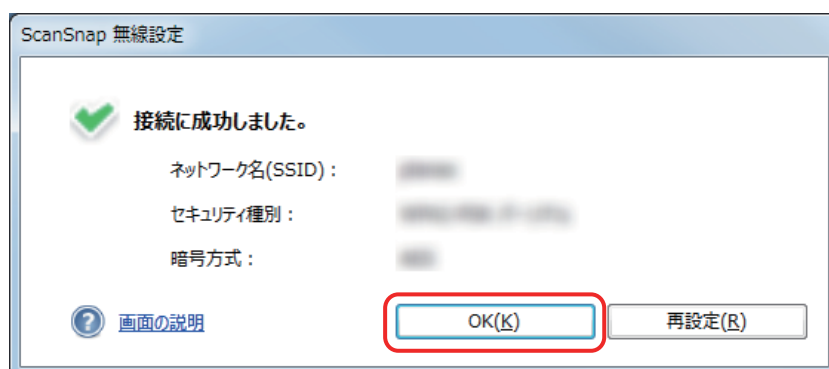 ScanSnap 無線設定
接続に成功しました。
ネットワーク名(SSID)：
セキュリティ種別：
暗号方式：
画面の説明
OK(K)
再設定(R)